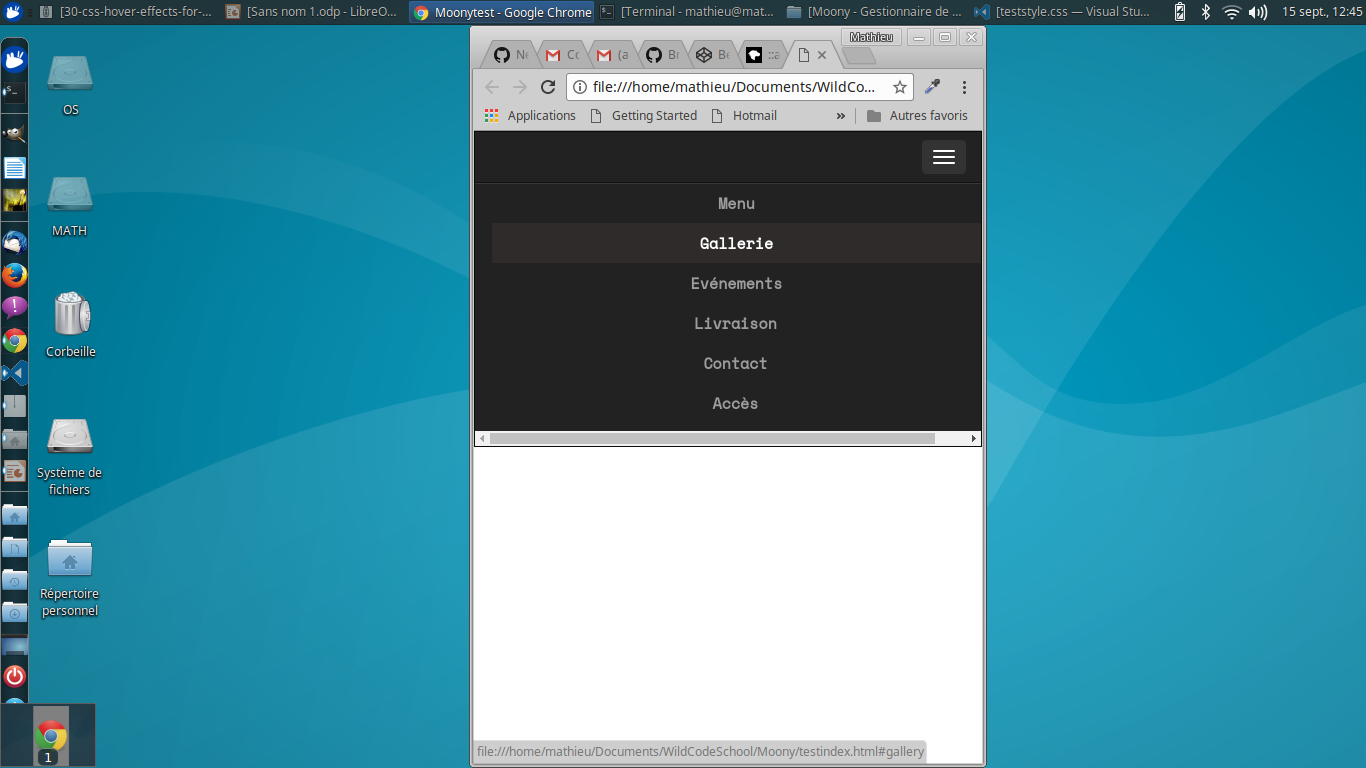 [30-css-hover-effects-for-...
[Sans nom 1.odp - LibreO...
Moonytest - Google Chrome
[Terminal - mathieu@mat...
[Moony - Gestionnaire de ...
[teststyle.css — Visual Stu...
15 sept., 12:45
OS
MATH
Corbeille
Système de
fichiers
Répertoire
personnel
1
Mathieu
Ne
Co
(a
Br
Be
::a
file:///home/mathieu/Documents/WildCo...
Applications
Getting Started
Hotmail
»
Autres favoris
Menu
Gallerie
Evénements
Livraison
Contact
Accès
file:///home/mathieu/Documents/WildCodeSchool/Moony/testindex.html#gallery